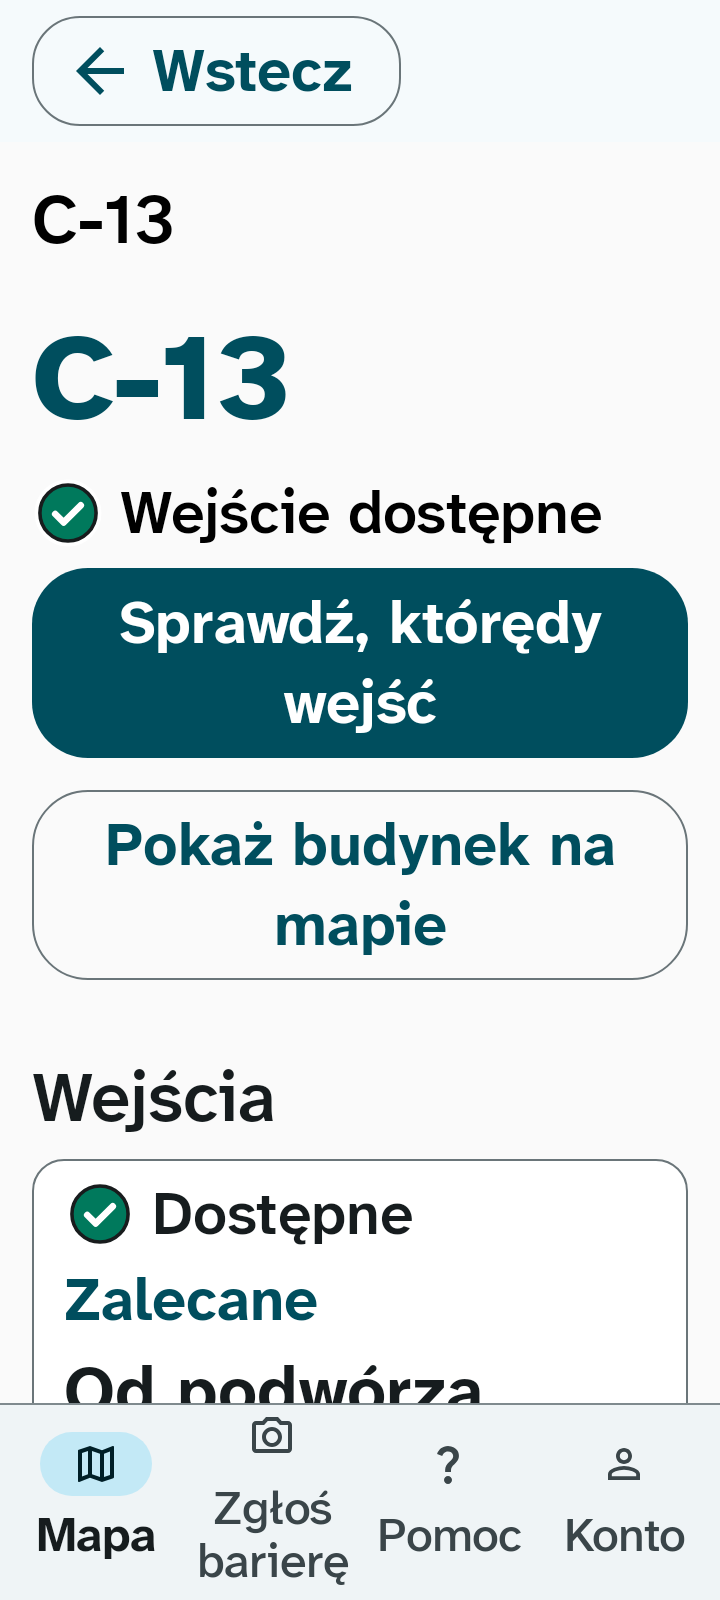 Wstecz
C-13
C-13
Wejście dostępne
Sprawdź, którędy
wejść
Pokaż budynek na
mapie
Wejścia
Dostępne
Zalecane
Od podwórza
Mapa
Zgłoś
barierę
Pomoc
Konto